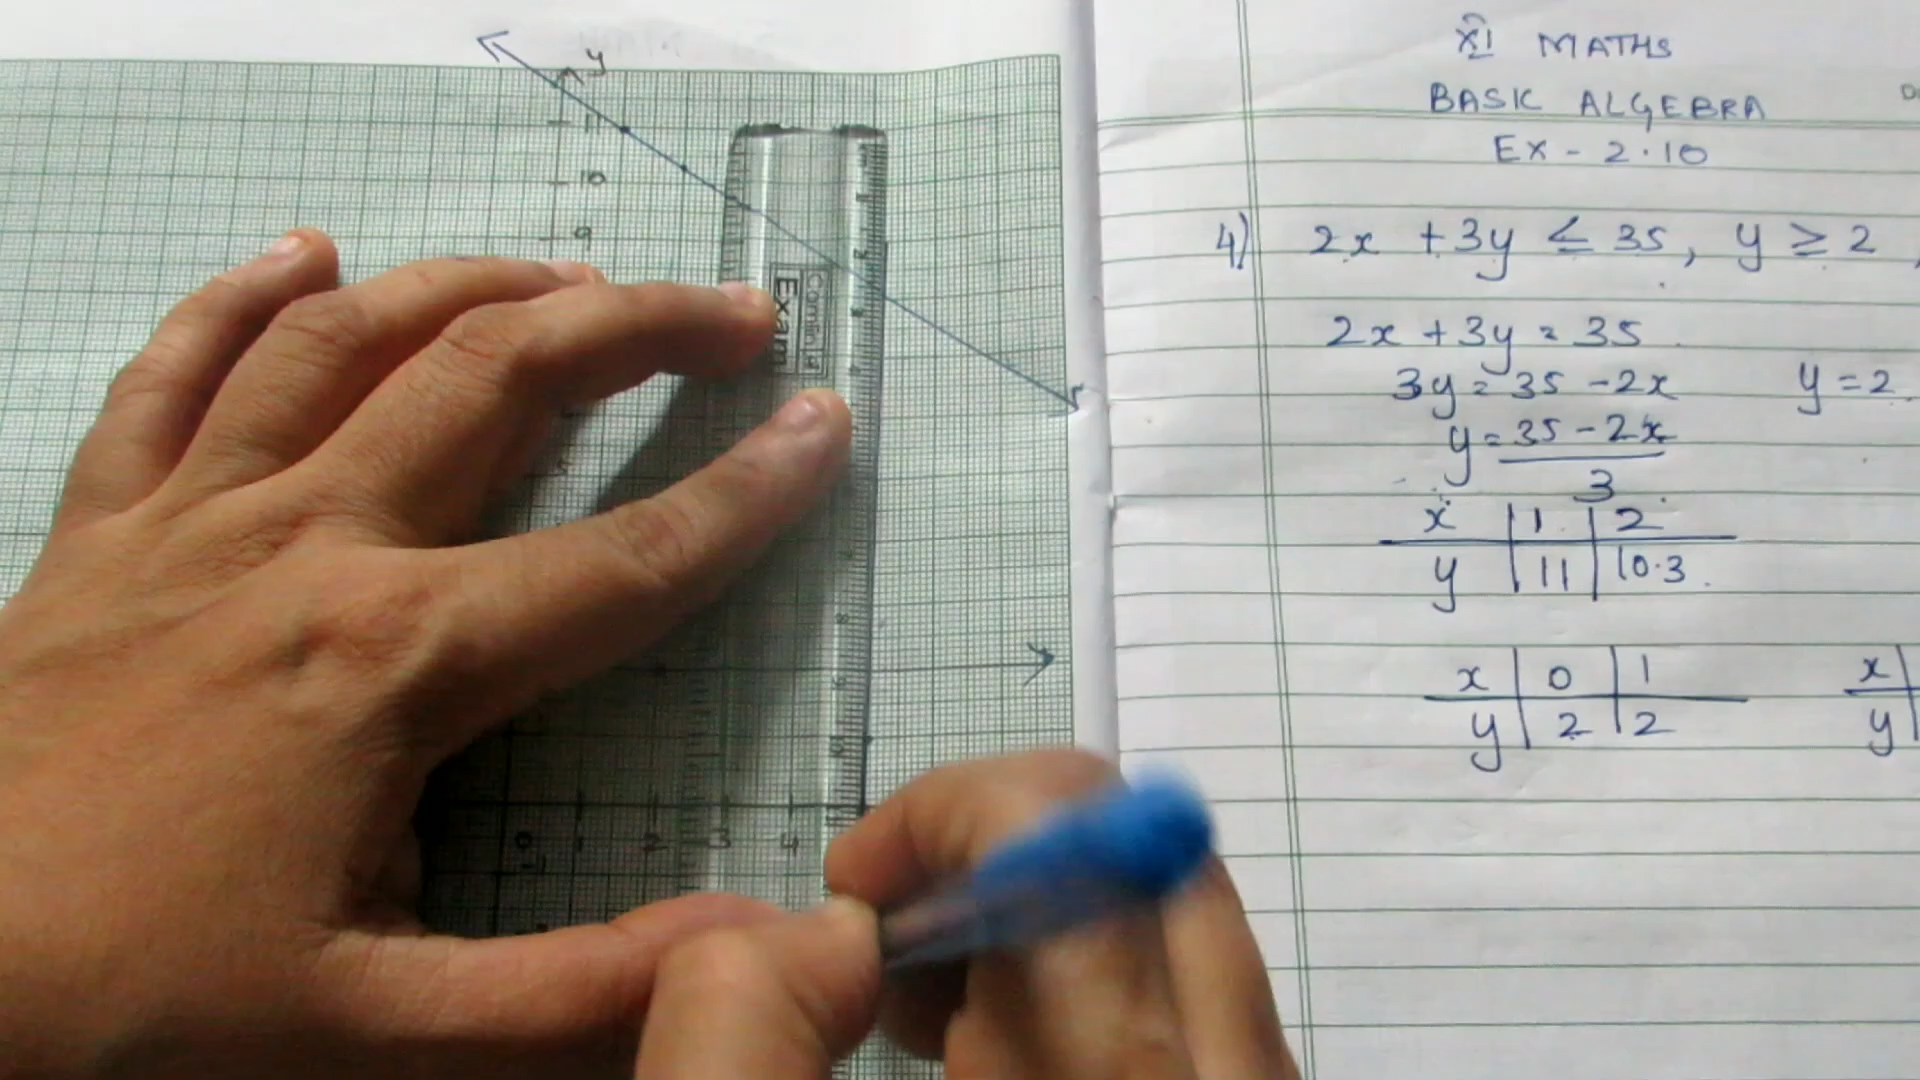 XI MATHS
BASIC ALGEBRA
EX - 2.10
4) 2x + 3y ≤ 35, y ≥ 2,
2x + 3y = 35
3y = 35 - 2x y = 2
y = 35 - 2x
3
x 1 2
y 11 10.3
x 0 1
y 2 2
x
y
y
11
10
9
Camlin
Exam
0 1 2 3 4